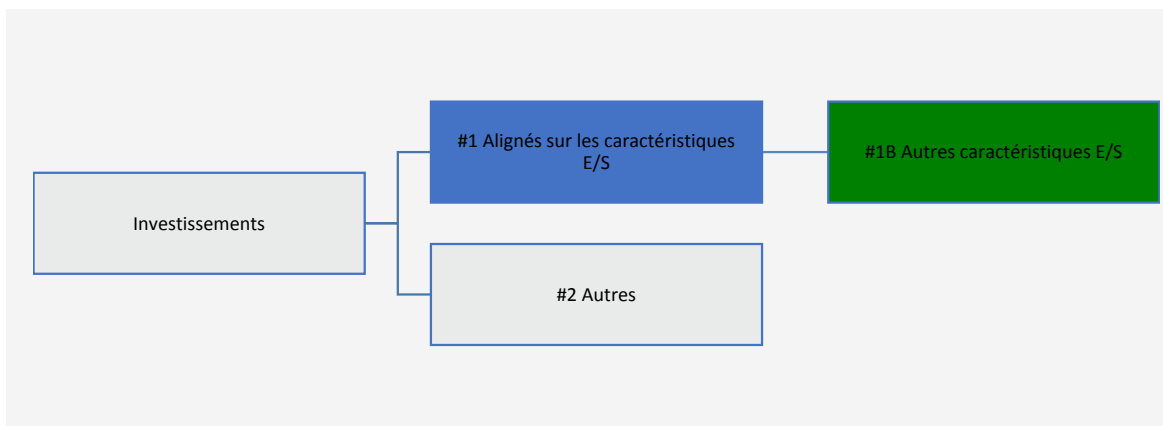 #1 Alignés sur les caractéristiques
E/S
#1B Autres caractéristiques E/S
Investissements
#2 Autres